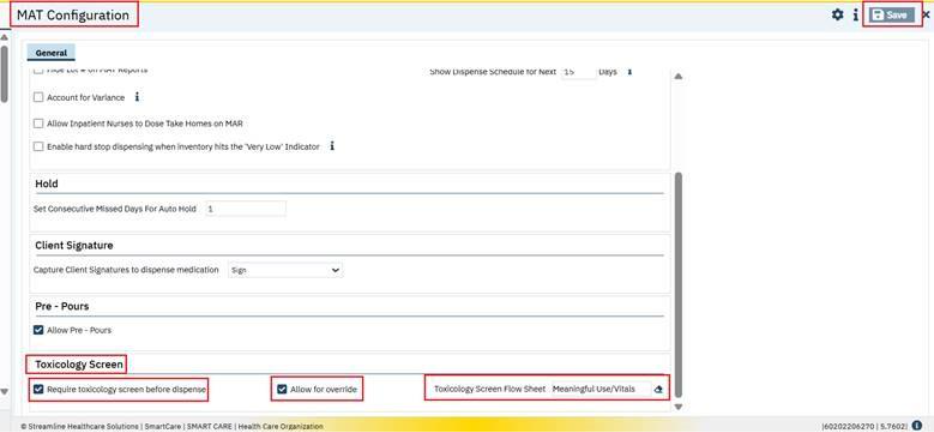 MAT Configuration
Save
General
Hide Lot # on MAT Reports
Show Dispense Schedule for Next 15 Days
Account for Variance
Allow Inpatient Nurses to Dose Take Homes on MAR
Enable hard stop dispensing when inventory hits the 'Very Low' Indicator
Hold
Set Consecutive Missed Days For Auto Hold 1
Client Signature
Capture Client Signatures to dispense medication Sign
Pre - Pours
Allow Pre - Pours
Toxicology Screen
Require toxicology screen before dispense Allow for override Toxicology Screen Flow Sheet Meaningful Use/Vitals
© Streamline Healthcare Solutions | SmartCare | SMART CARE | Health Care Organization |60202206270 | 5.7602|